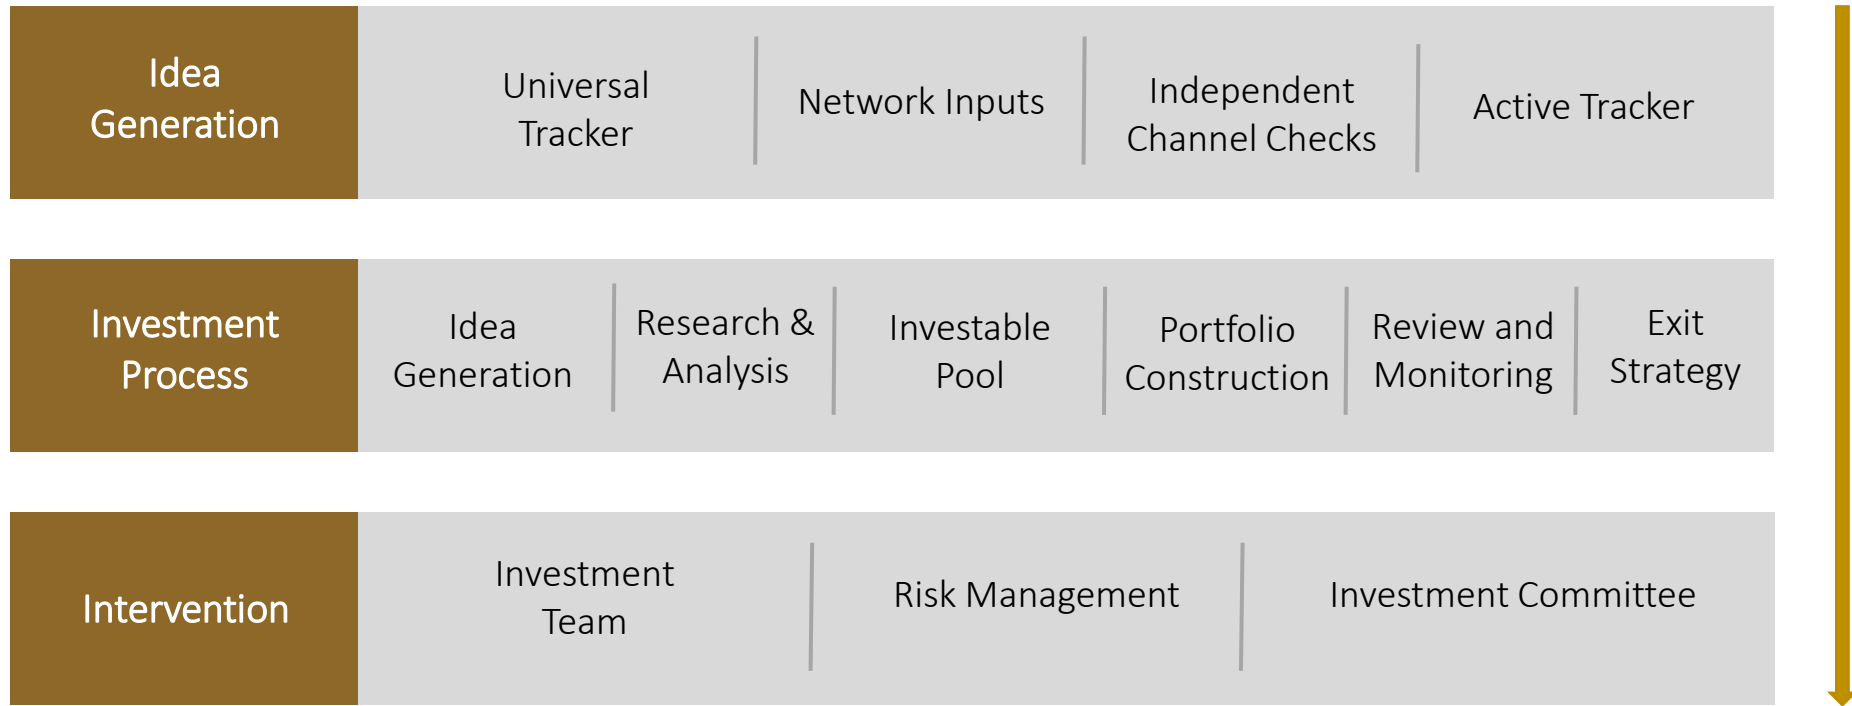 Idea
Generation
Universal
Tracker
Network Inputs
Independent
Channel Checks
Active Tracker
Investment
Process
Idea
Generation
Research &
Analysis
Investable
Pool
Portfolio
Construction
Review and
Monitoring
Exit
Strategy
Intervention
Investment
Team
Risk Management
Investment Committee